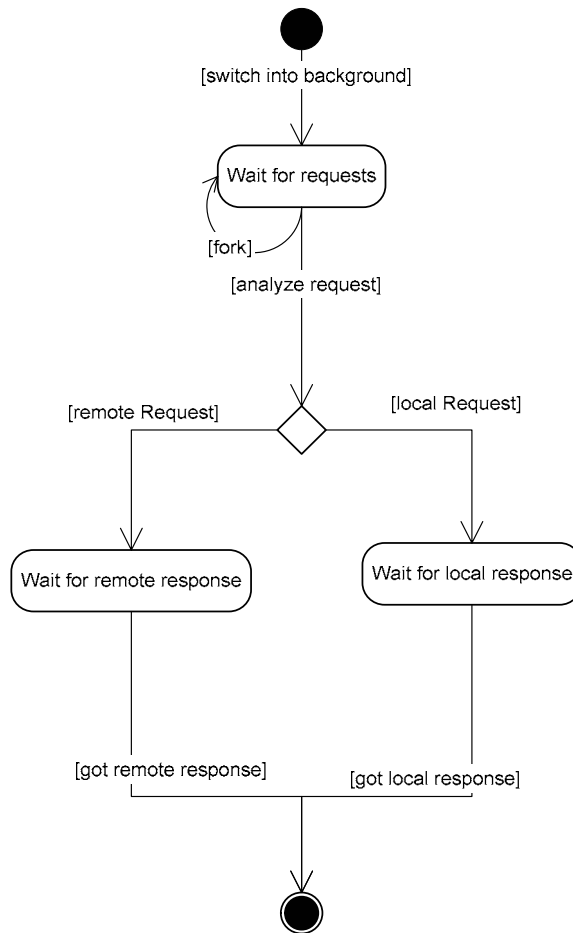 [switch into background]
Wait for requests
[fork]
[analyze request]
[remote Request]
[local Request]
Wait for remote response
Wait for local response
[got remote response]
[got local response]